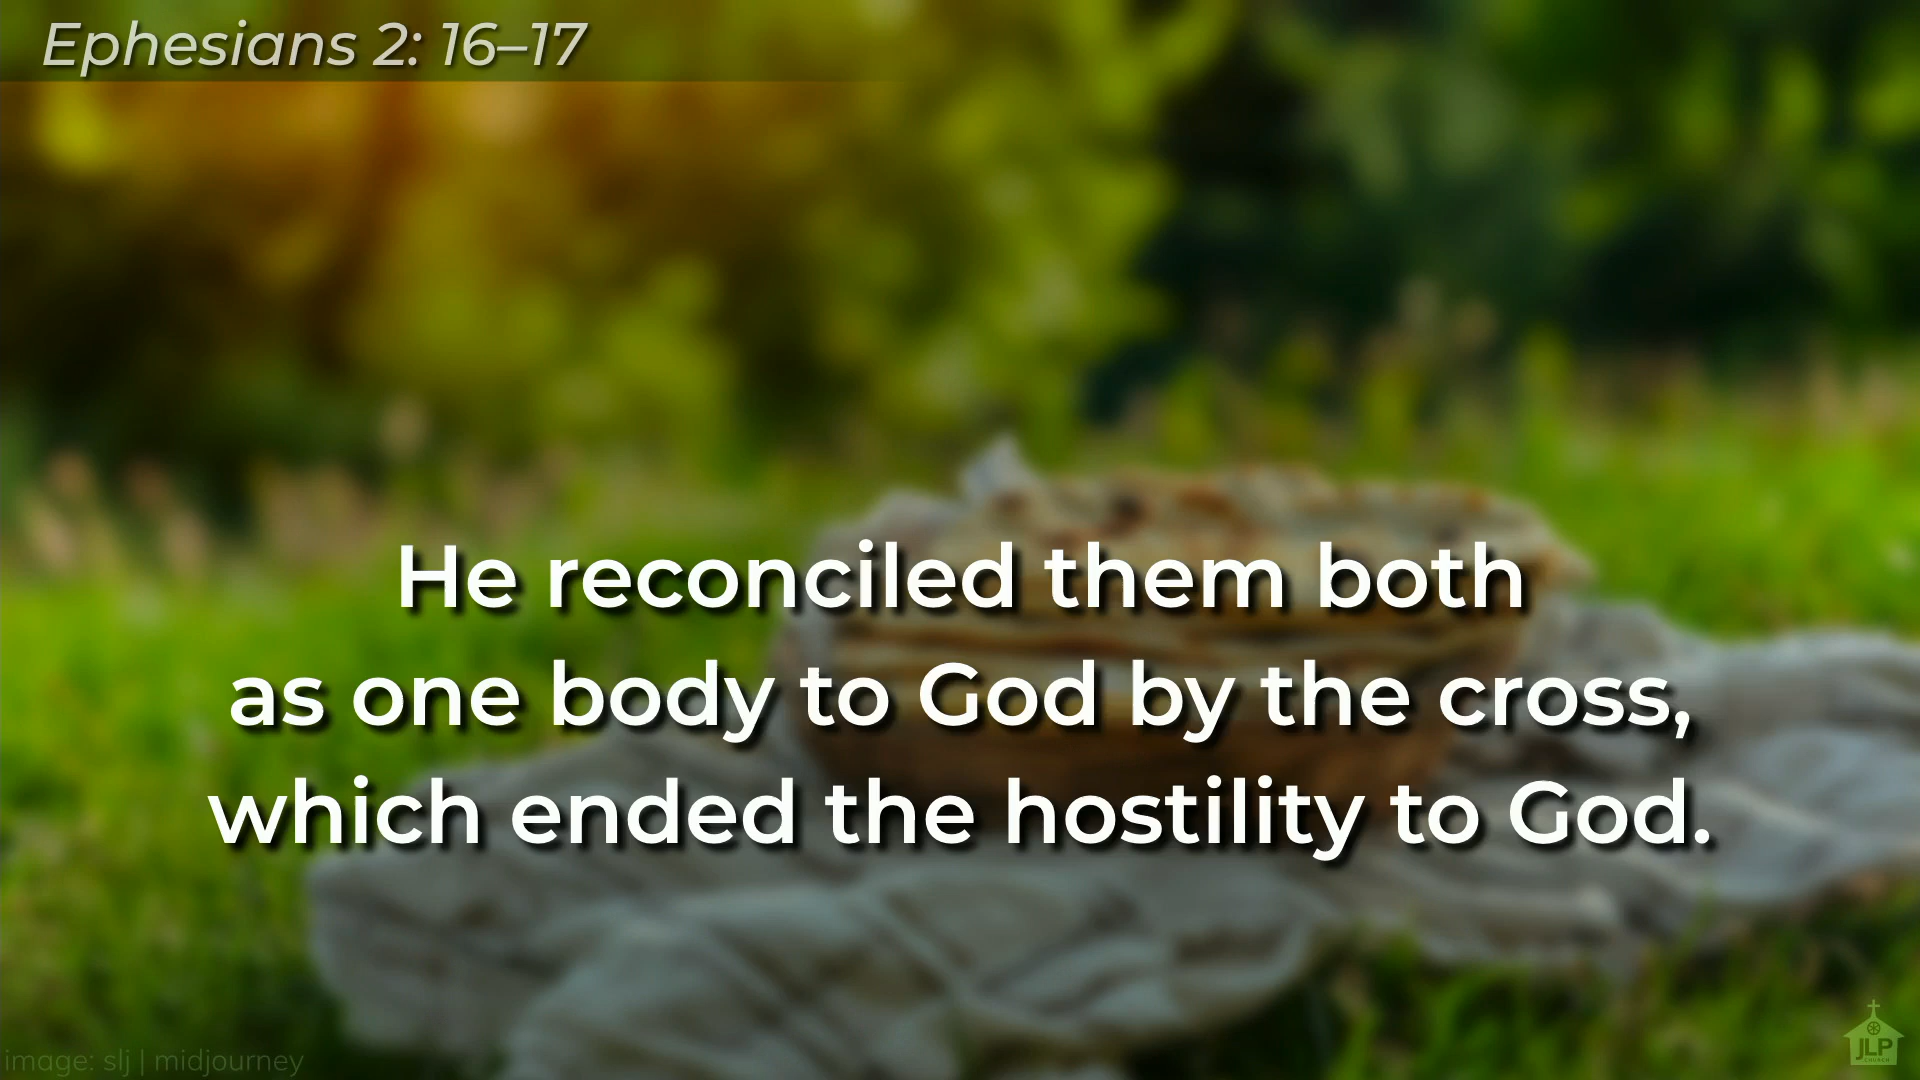 Ephesians 2: 16–17
He reconciled them both
as one body to God by the cross,
which ended the hostility to God.
image: slj | midjourney
JLP
CHURCH